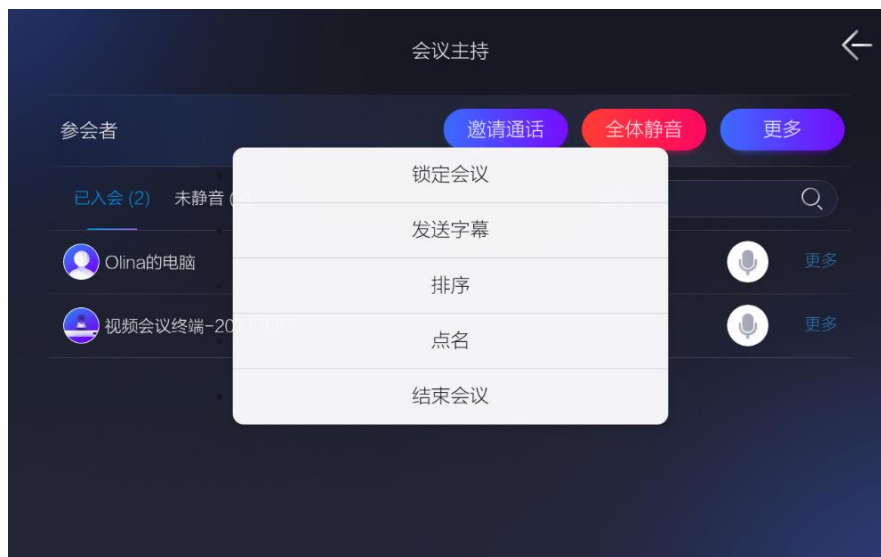 会议主持
参会者
邀请通话
全体静音
更多
已入会 (2)
未静音 (
锁定会议
发送字幕
Olina的电脑
更多
排序
视频会议终端-20
更多
点名
结束会议